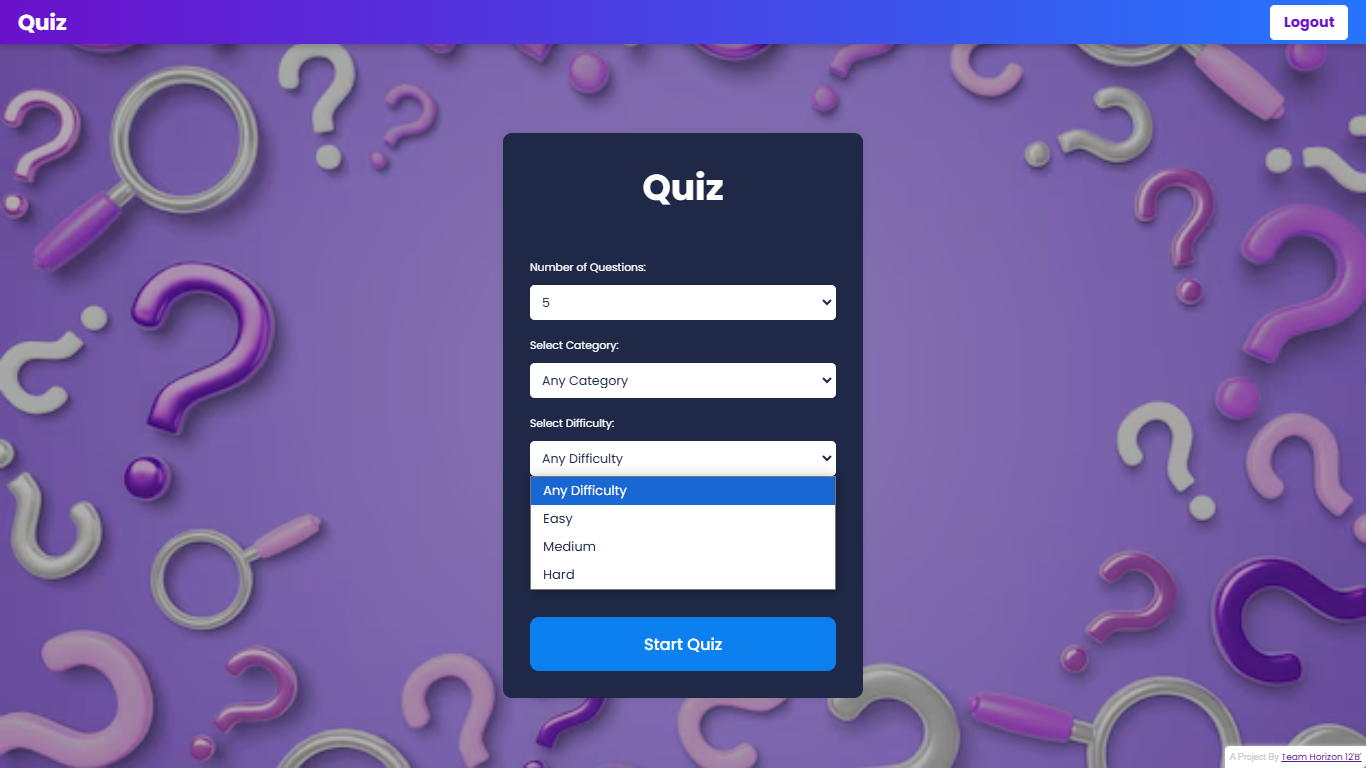 Quiz
Logout
Quiz
Number of Questions:
5
Select Category:
Any Category
Select Difficulty:
Any Difficulty
Any Difficulty
Easy
Medium
Hard
Start Quiz
A Project By Team Horizon 12'B'